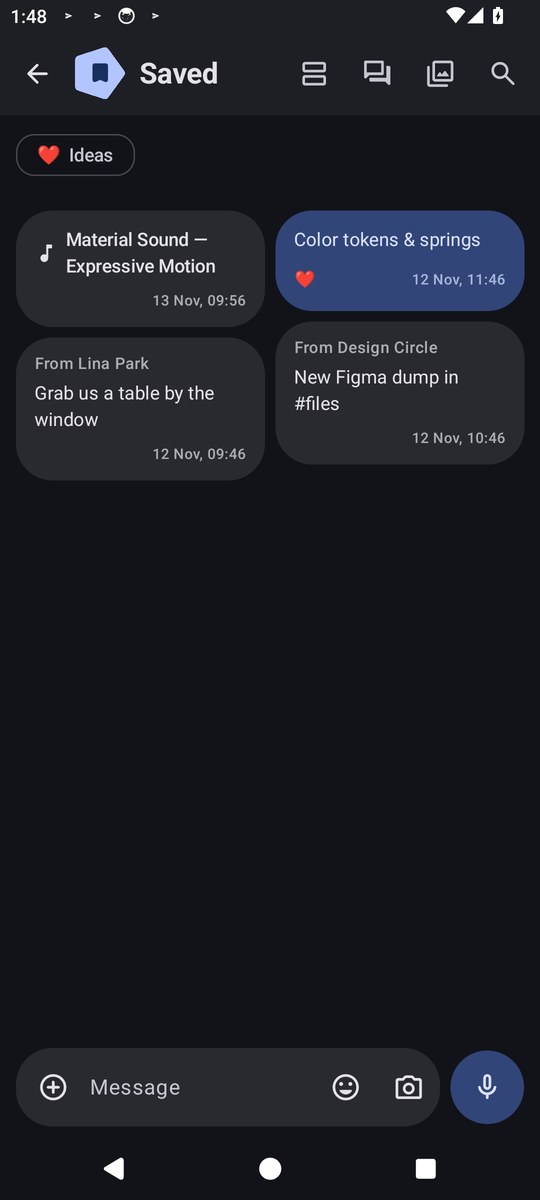 1:48
Saved
❤️ Ideas
Material Sound —
Expressive Motion
13 Nov, 09:56
Color tokens & springs
❤️ 12 Nov, 11:46
From Lina Park
Grab us a table by the
window
12 Nov, 09:46
From Design Circle
New Figma dump in
#files
12 Nov, 10:46
Message